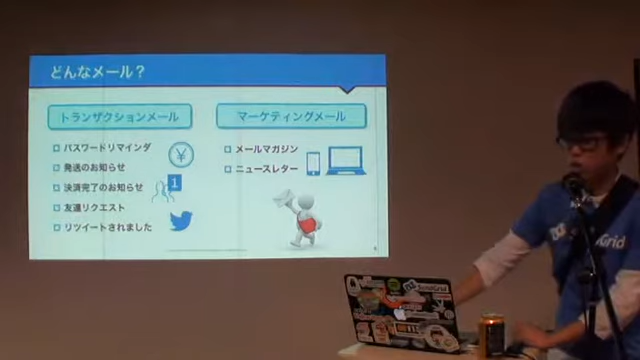 どんなメール？
トランザクションメール
パスワードリマインダ
発送のお知らせ
決済完了のお知らせ
友達リクエスト
リツイートされました
¥
1
マーケティングメール
メールマガジン
ニュースレター
SendGrid